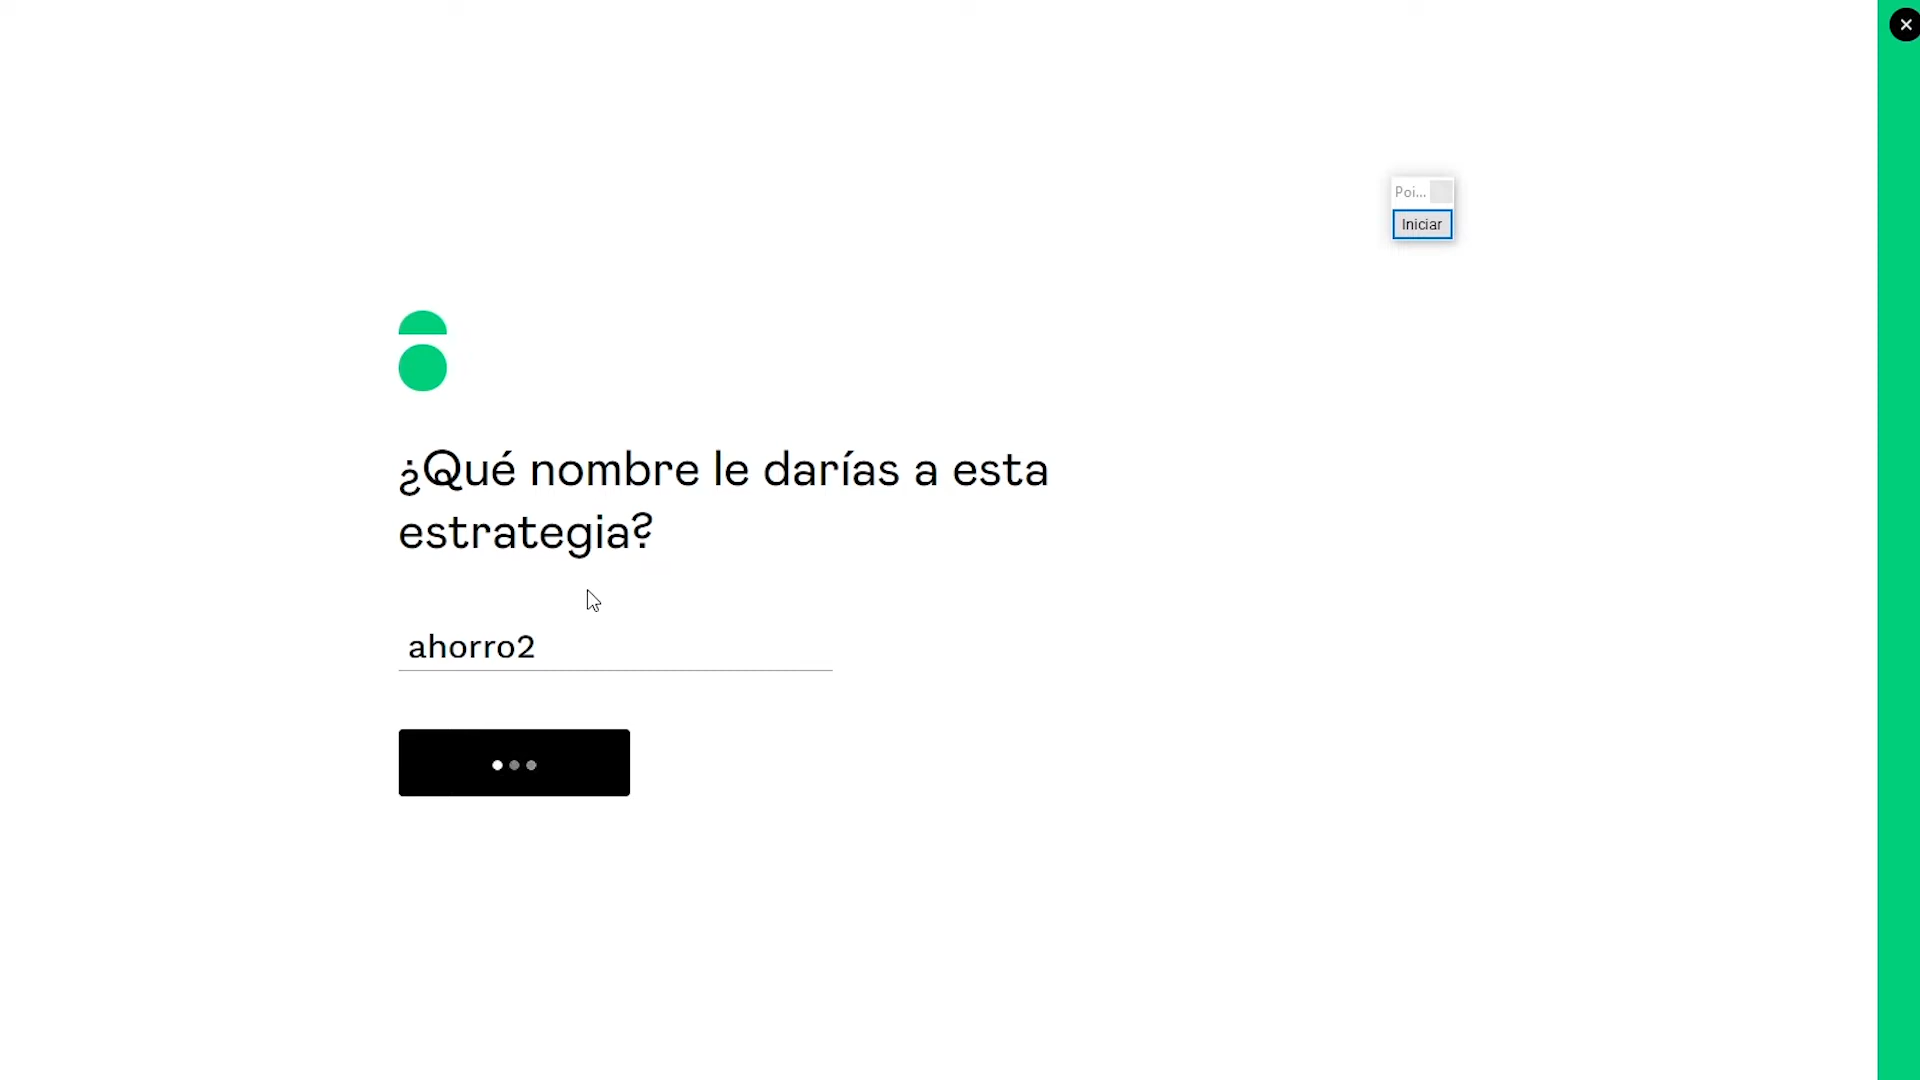 Poi...
Iniciar
¿Qué nombre le darías a esta
estrategia?
ahorro2